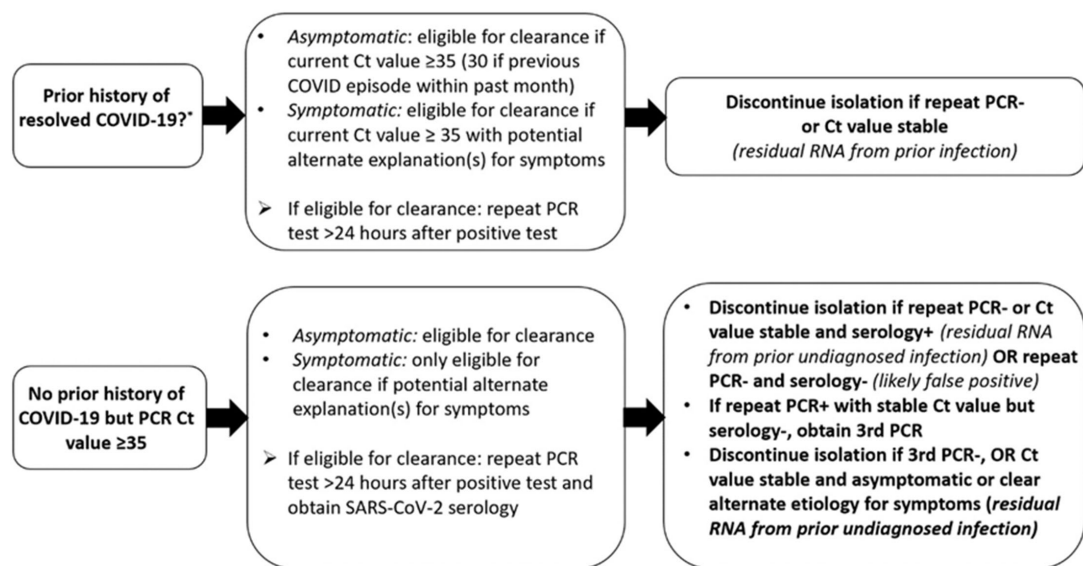 Prior history of
resolved COVID-19?*
• Asymptomatic: eligible for clearance if
current Ct value ≥35 (30 if previous
COVID episode within past month)
• Symptomatic: eligible for clearance if
current Ct value ≥ 35 with potential
alternate explanation(s) for symptoms
➢ If eligible for clearance: repeat PCR
test >24 hours after positive test
Discontinue isolation if repeat PCR-
or Ct value stable
(residual RNA from prior infection)
No prior history of
COVID-19 but PCR Ct
value ≥35
• Asymptomatic: eligible for clearance
• Symptomatic: only eligible for
clearance if potential alternate
explanation(s) for symptoms
➢ If eligible for clearance: repeat PCR
test >24 hours after positive test and
obtain SARS-CoV-2 serology
• Discontinue isolation if repeat PCR- or Ct
value stable and serology+ (residual RNA
from prior undiagnosed infection) OR repeat
PCR- and serology- (likely false positive)
• If repeat PCR+ with stable Ct value but
serology-, obtain 3rd PCR
• Discontinue isolation if 3rd PCR-, OR Ct
value stable and asymptomatic or clear
alternate etiology for symptoms (residual
RNA from prior undiagnosed infection)